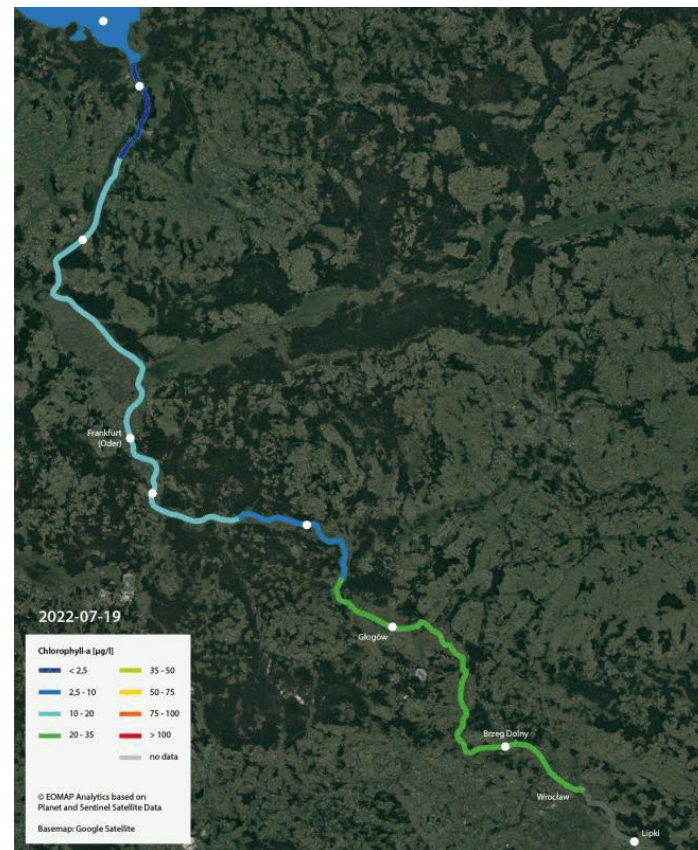 Frankfurt
(Oder)
2022-07-19
Głogów
Brzeg Dolny
Wrocław
Lipki
Chlorophyll-a [µg/l]
< 2,5
2,5 - 10
10 - 20
20 - 35
35 - 50
50 - 75
75 - 100
> 100
no data
© EOMAP Analytics based on
Planet and Sentinel Satellite Data
Basemap: Google Satellite